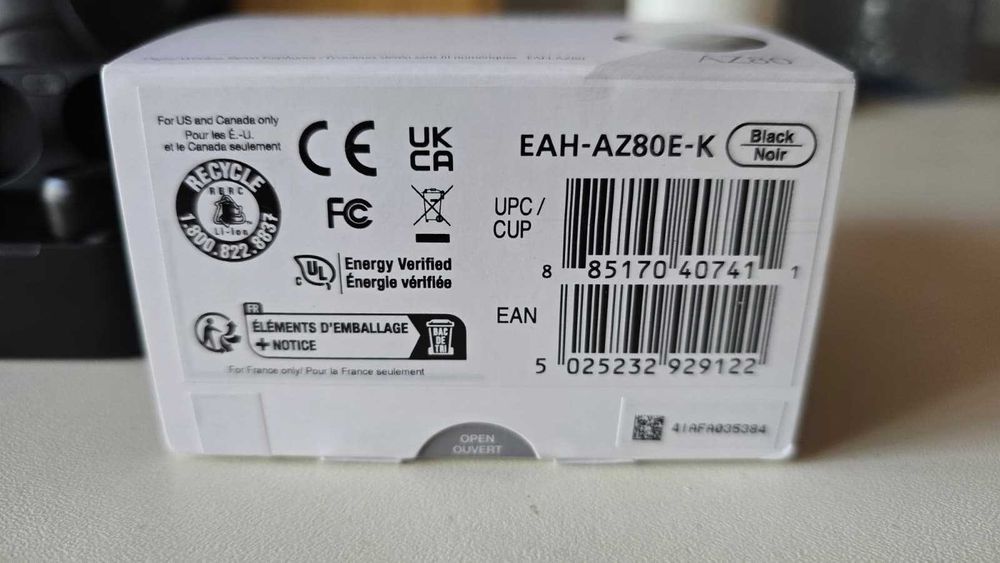 AZ80
For US and Canada only
Pour les É.-U.
et le Canada seulement
RECYCLE
RBRC
Li-Ion
1.800.822.8837
CE
UK
CA
FC
c UL
Energy Verified
Énergie vérifiée
FR
ÉLÉMENTS D'EMBALLAGE
+ NOTICE
BAC
DE
TRI
For France only/ Pour la France seulement
EAH-AZ80E-K
Black
Noir
UPC /
CUP
8 85170 40741 1
EAN
5 025232 929122
OPEN
OUVERT
41AFA035384